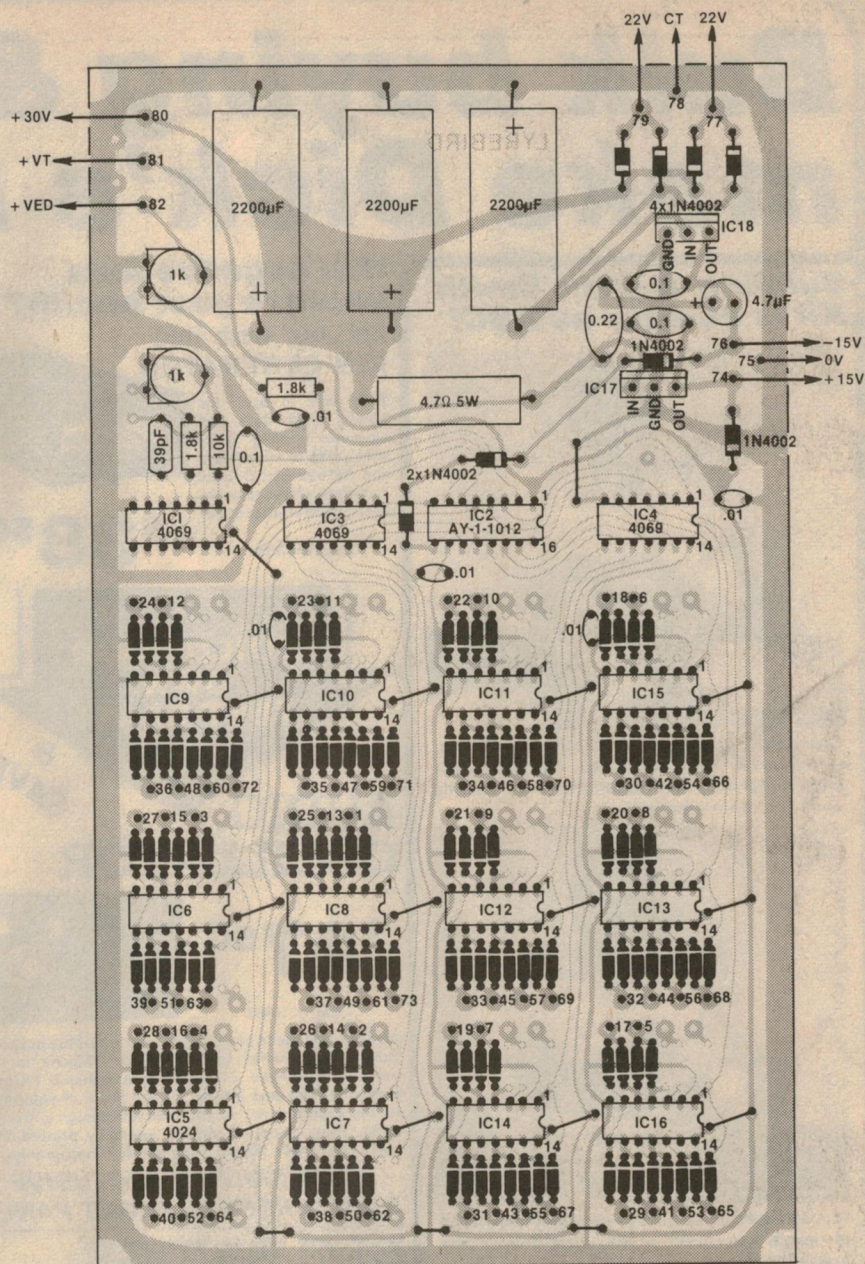 22V CT 22V
+30V 80
+VT 81
+VED 82
79 78 77
LYREBIRD
2200µF 2200µF 2200µF
+ + +
4x1N4002
IC18
GND IN OUT
1k
0.1
0.22
0.1
+ 4.7µF
1N4002
76 -15V
75 0V
74 +15V
IC17
IN GND OUT
1k
1.8k
.01
4.7Ω 5W
39pF 1.8k 10k 0.1
2x1N4002
1N4002
.01
IC1 4069 1 14
IC3 4069 1 14
IC2 AY-1-1012 1 16
IC4 4069 1 14
.01
24 12 23 11 22 10 18 6
.01 .01
IC9 1 14 IC10 1 14 IC11 1 14 IC15 1 14
36 48 60 72 35 47 59 71 34 46 58 70 30 42 54 66
27 15 3 25 13 1 21 9 20 8
IC6 1 14 IC8 1 14 IC12 1 14 IC13 1 14
39 51 63 37 49 61 73 33 45 57 69 32 44 56 68
28 16 4 26 14 2 19 7 17 5
IC5 4024 1 14 IC7 1 14 IC14 1 14 IC16 1 14
40 52 64 38 50 62 31 43 55 67 29 41 53 65